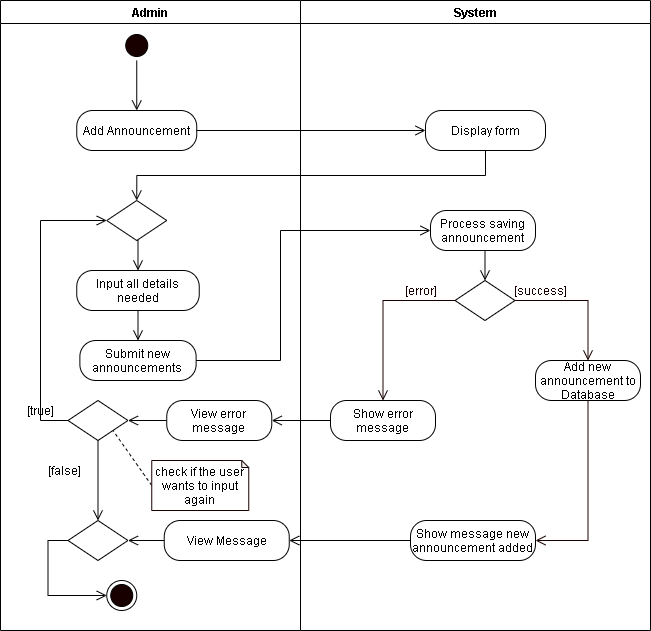 Admin
System
Add Announcement
Display form
Process saving
announcement
Input all details
needed
[error]
[success]
Submit new
announcements
Add new
announcement to
Database
[true]
View error
message
Show error
message
[false]
check if the user
wants to input
again
View Message
Show message new
announcement added